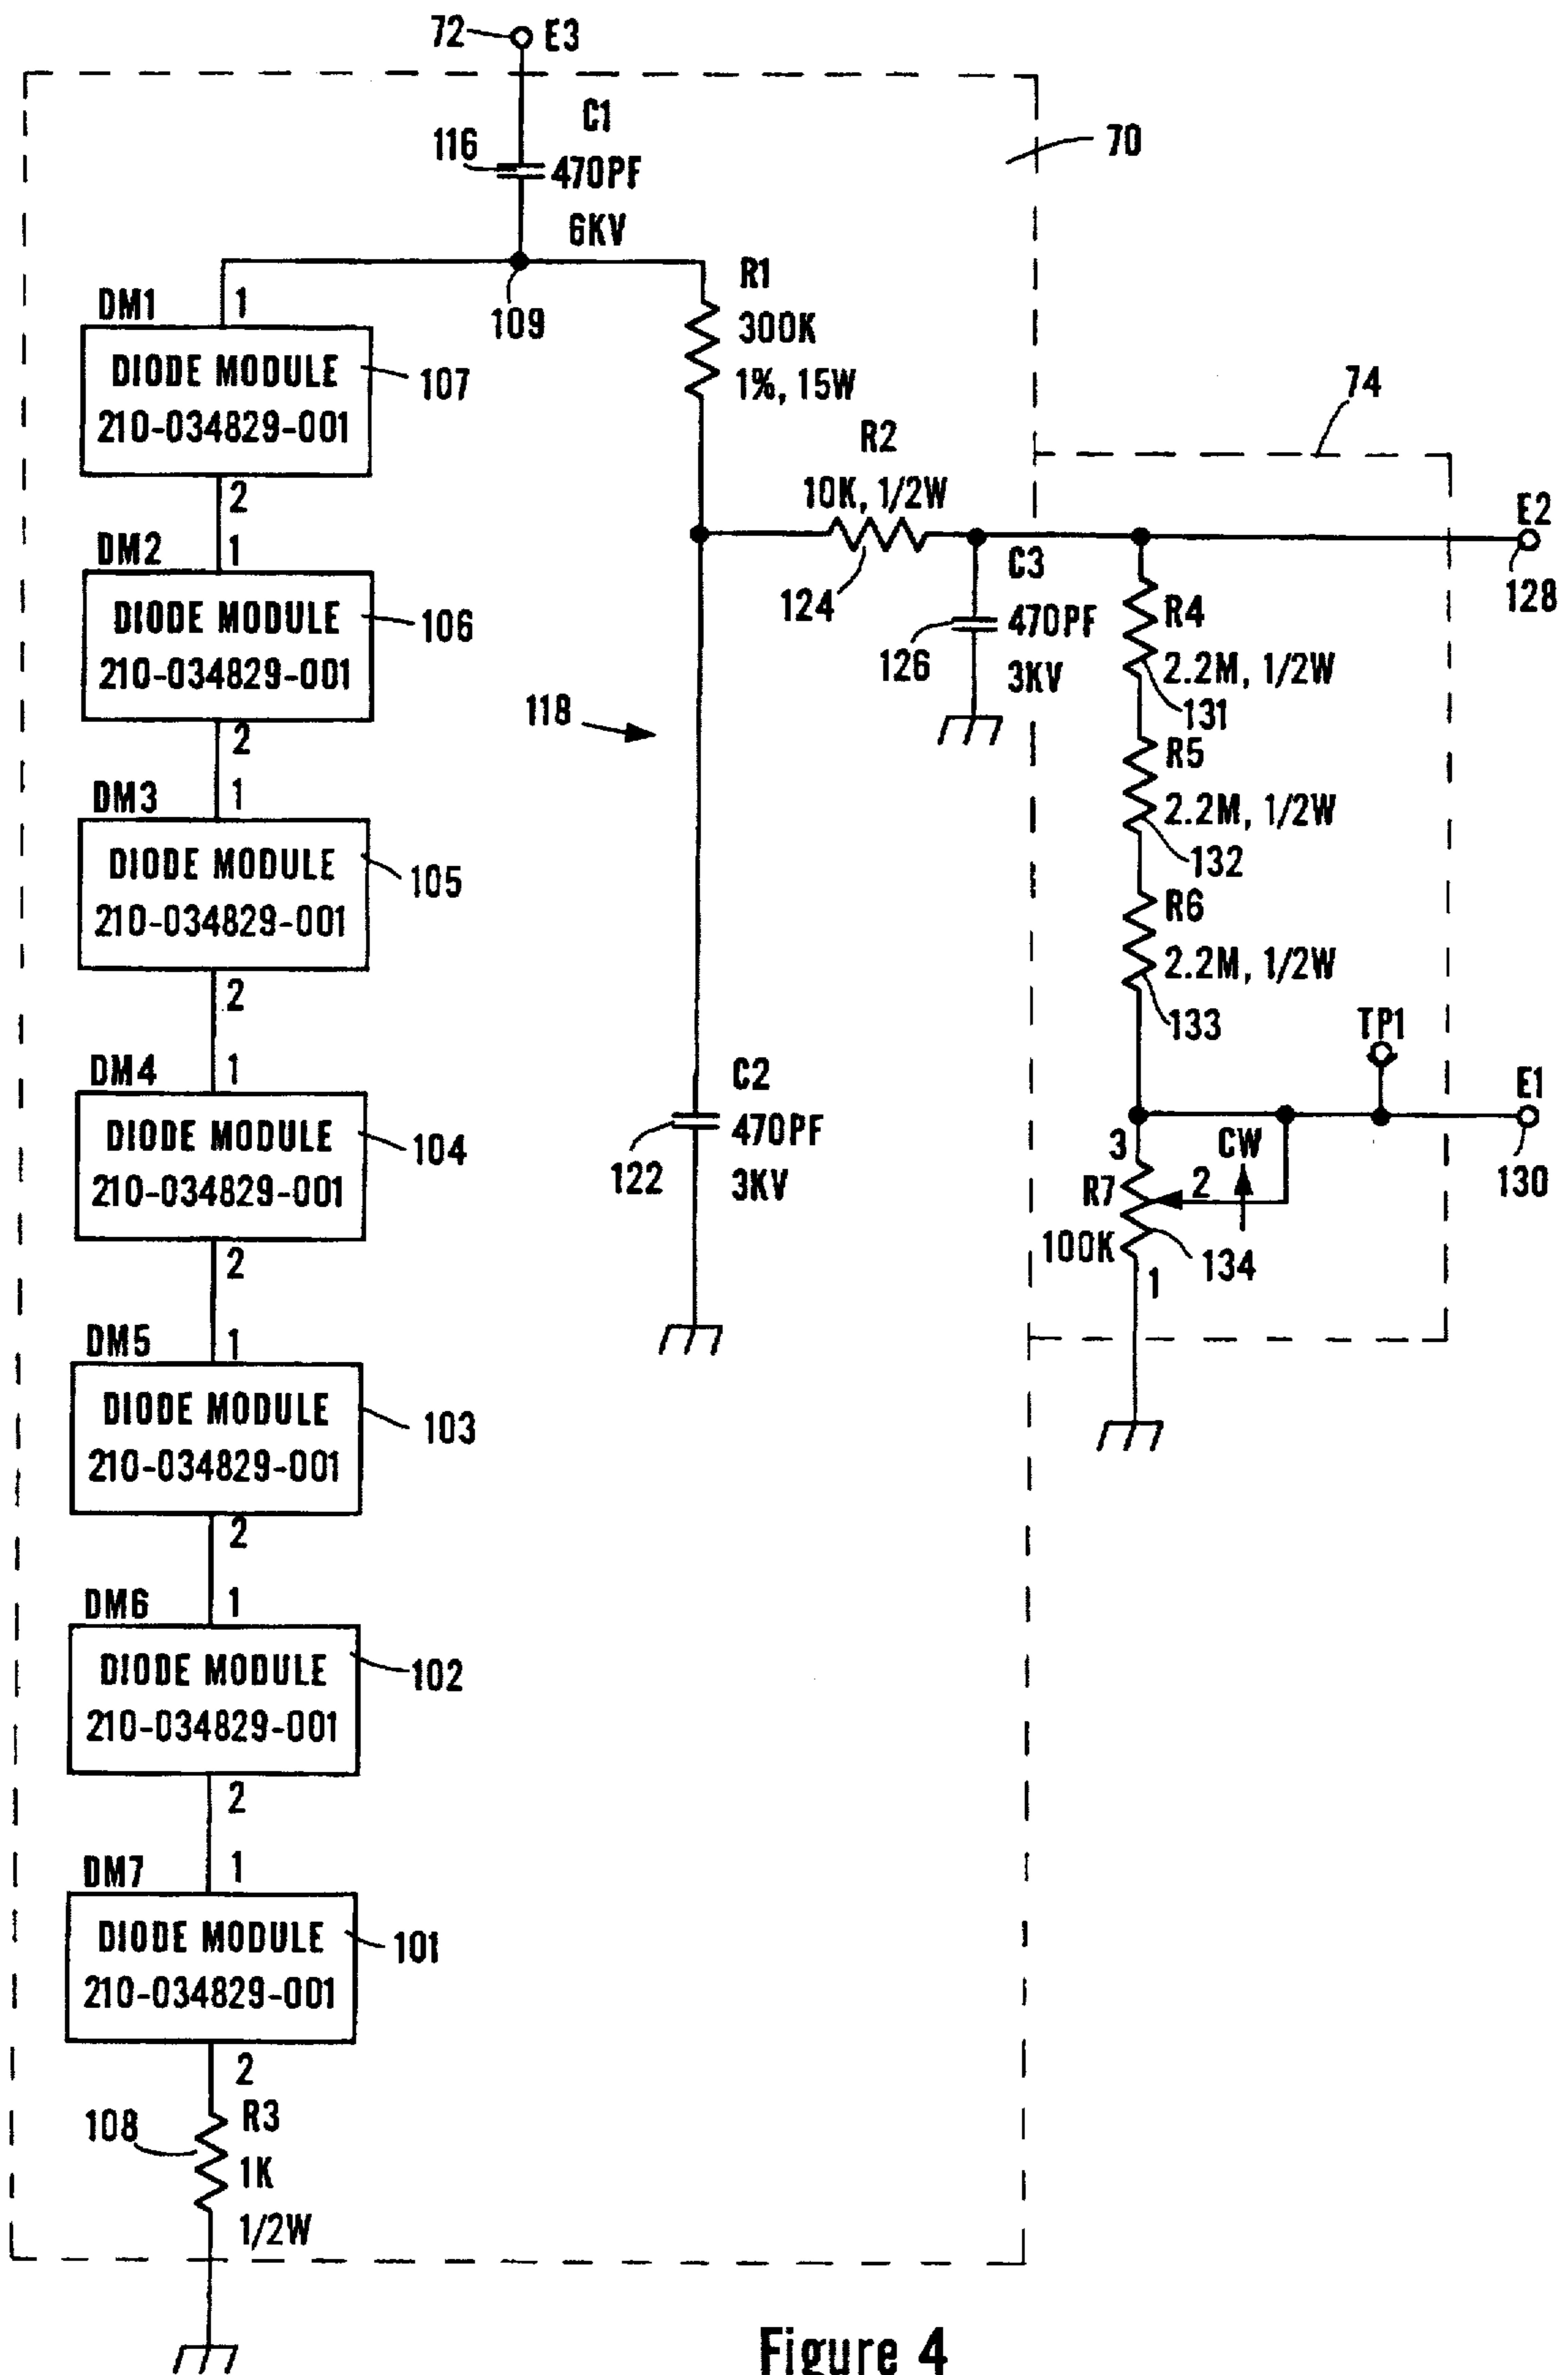 72 E3
C1
116 470PF
6KV
70
109
R1
300K
1%, 15W
DM1 1
DIODE MODULE
210-034829-001
107
2
R2
10K, 1/2W
124
74
E2
128
DM2 1
DIODE MODULE
210-034829-001
106
2
C3
470PF
3KV
126
R4
2.2M, 1/2W
131
118
R5
2.2M, 1/2W
132
DM3 1
DIODE MODULE
210-034829-001
105
2
R6
2.2M, 1/2W
133
TP1
E1
130
DM4 1
DIODE MODULE
210-034829-001
104
2
C2
470PF
3KV
122
3 CW
R7 2
100K 134
1
DM5 1
DIODE MODULE
210-034829-001
103
2
DM6 1
DIODE MODULE
210-034829-001
102
2
DM7 1
DIODE MODULE
210-034829-001
101
2
108 R3
1K
1/2W
Figure 4